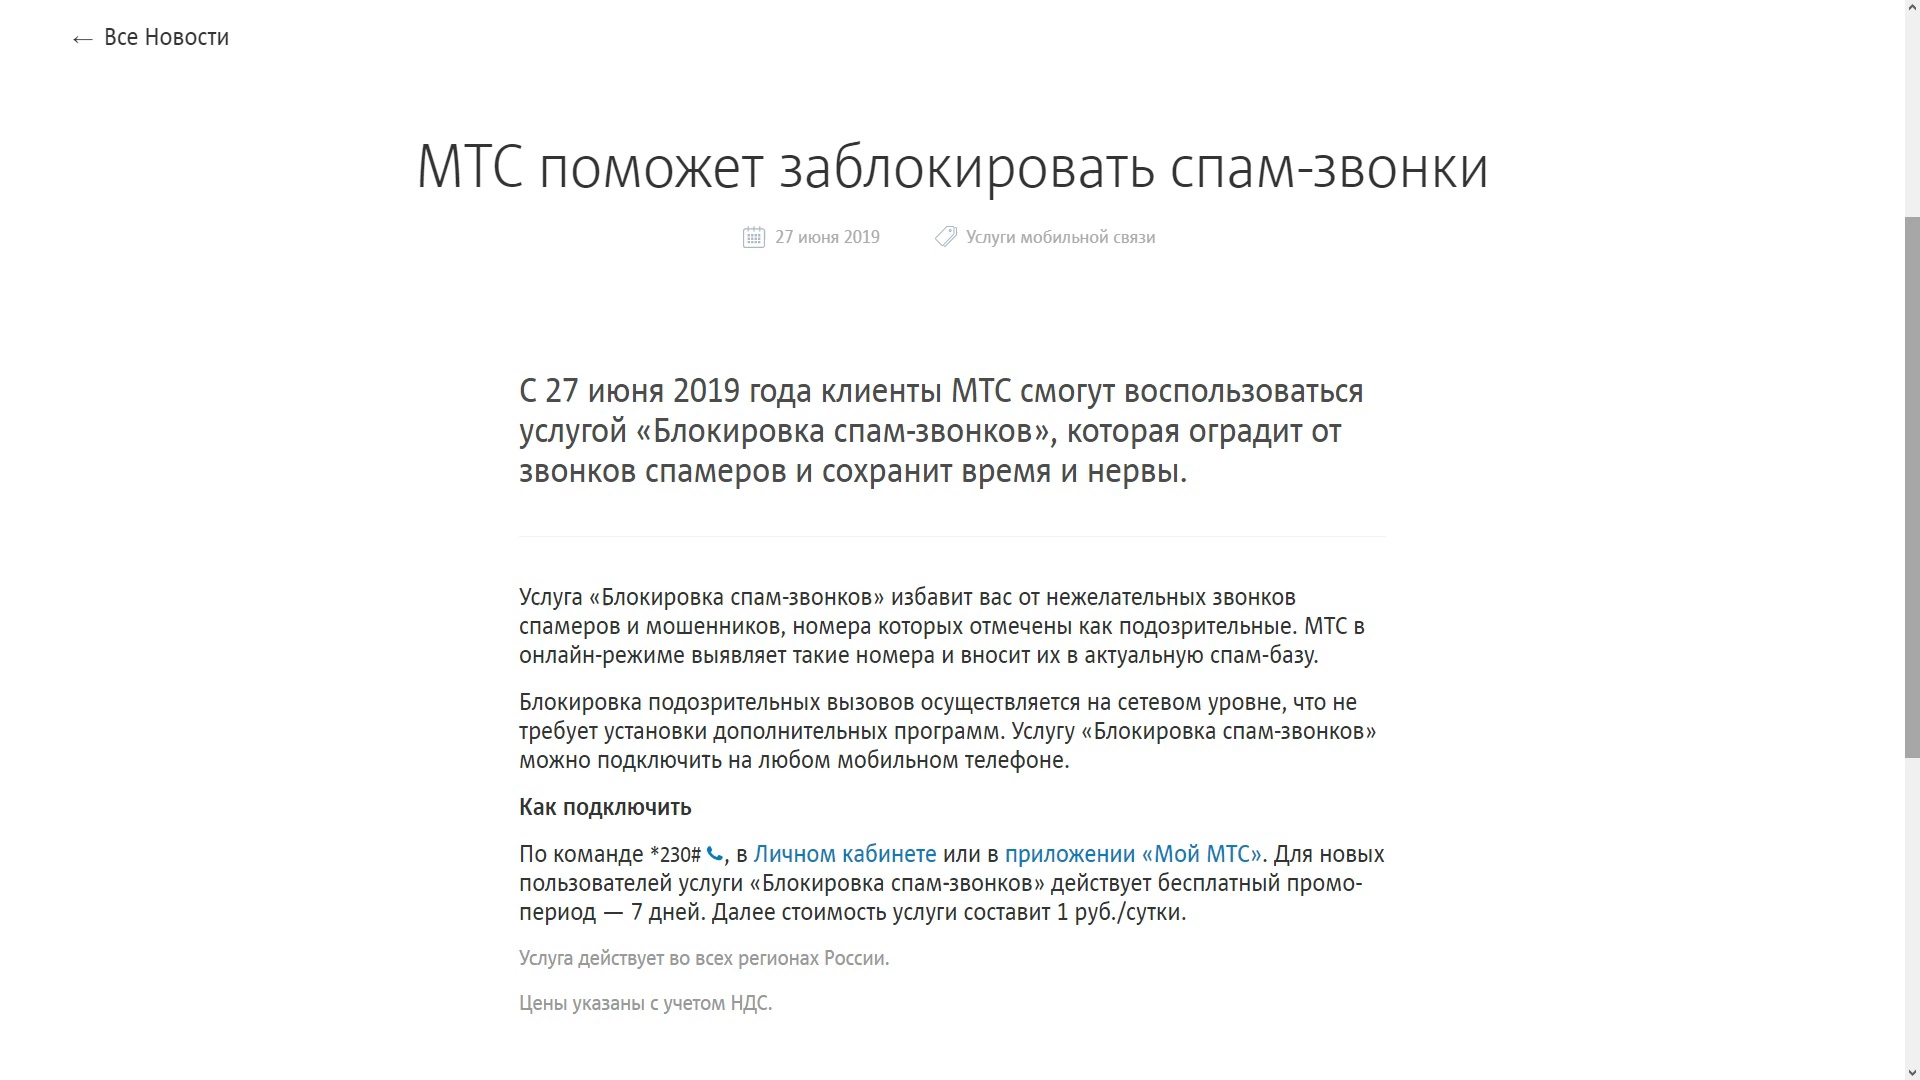 ← Все Новости
МТС поможет заблокировать спам-звонки
27 июня 2019 Услуги мобильной связи
С 27 июня 2019 года клиенты МТС смогут воспользоваться
услугой «Блокировка спам-звонков», которая оградит от
звонков спамеров и сохранит время и нервы.
Услуга «Блокировка спам-звонков» избавит вас от нежелательных звонков
спамеров и мошенников, номера которых отмечены как подозрительные. МТС в
онлайн-режиме выявляет такие номера и вносит их в актуальную спам-базу.
Блокировка подозрительных вызовов осуществляется на сетевом уровне, что не
требует установки дополнительных программ. Услугу «Блокировка спам-звонков»
можно подключить на любом мобильном телефоне.
Как подключить
По команде *230# , в Личном кабинете или в приложении «Мой МТС». Для новых
пользователей услуги «Блокировка спам-звонков» действует бесплатный промо-
период — 7 дней. Далее стоимость услуги составит 1 руб./сутки.
Услуга действует во всех регионах России.
Цены указаны с учетом НДС.